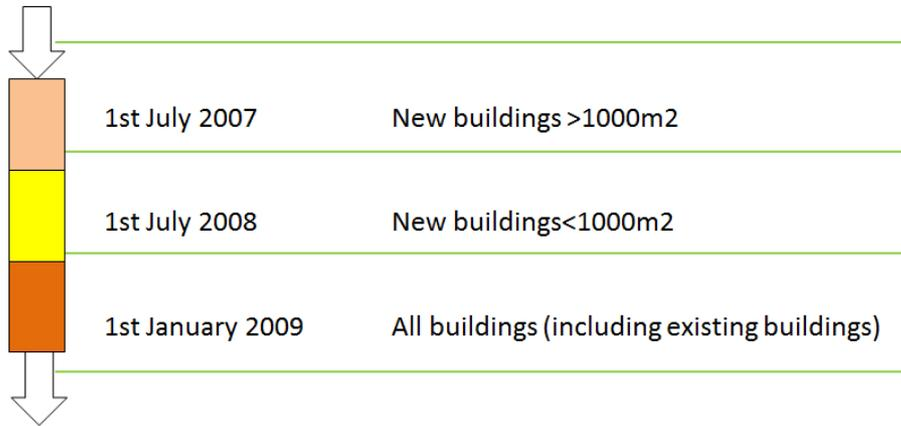 1st July 2007 New buildings >1000m2
1st July 2008 New buildings<1000m2
1st January 2009 All buildings (including existing buildings)